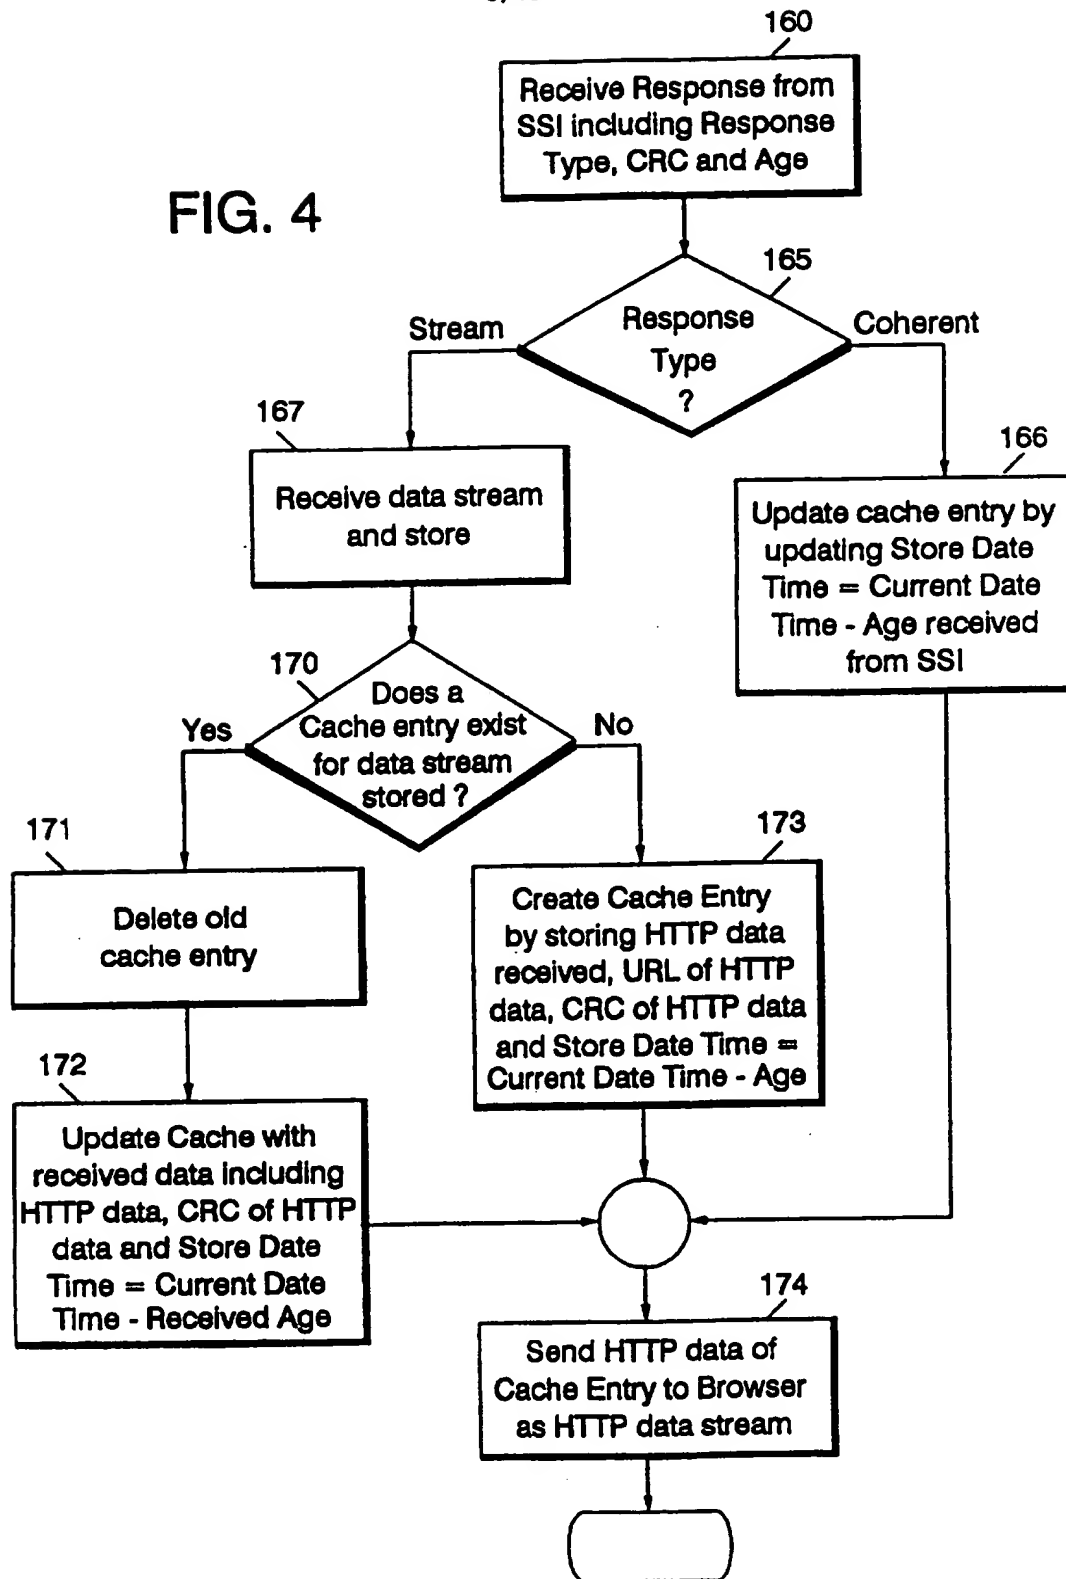 160
Receive Response from
SSI including Response
Type, CRC and Age
FIG. 4
165
Response
Type
?
Stream
Coherent
167
Receive data stream
and store
166
Update cache entry by
updating Store Date
Time = Current Date
Time - Age received
from SSI
170
Does a
Cache entry exist
for data stream
stored ?
Yes
No
171
Delete old
cache entry
173
Create Cache Entry
by storing HTTP data
received, URL of HTTP
data, CRC of HTTP data
and Store Date Time =
Current Date Time - Age
172
Update Cache with
received data including
HTTP data, CRC of HTTP
data and Store Date
Time = Current Date
Time - Received Age
174
Send HTTP data of
Cache Entry to Browser
as HTTP data stream